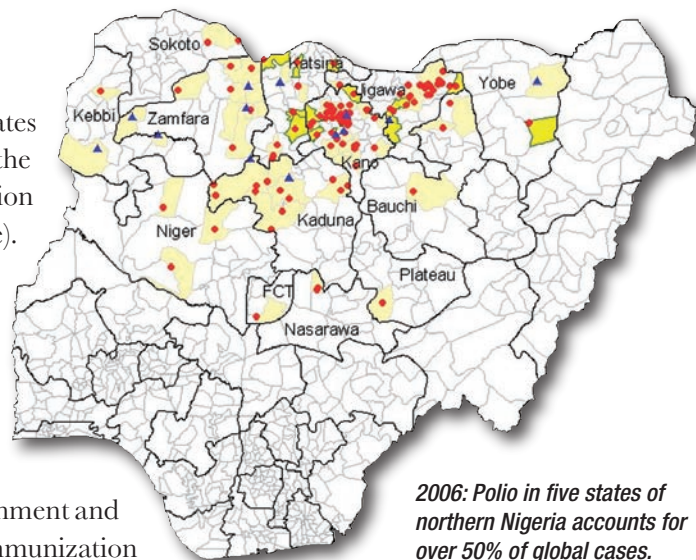 Sokoto
Katsina
Jigawa
Yobe
Kebbi
Zamfara
Kano
Kaduna
Bauchi
Niger
Plateau
FCT
Nasarawa
ates
the
ion
e).
nment and
mmunization
2006: Polio in five states of
northern Nigeria accounts for
over 50% of global cases.